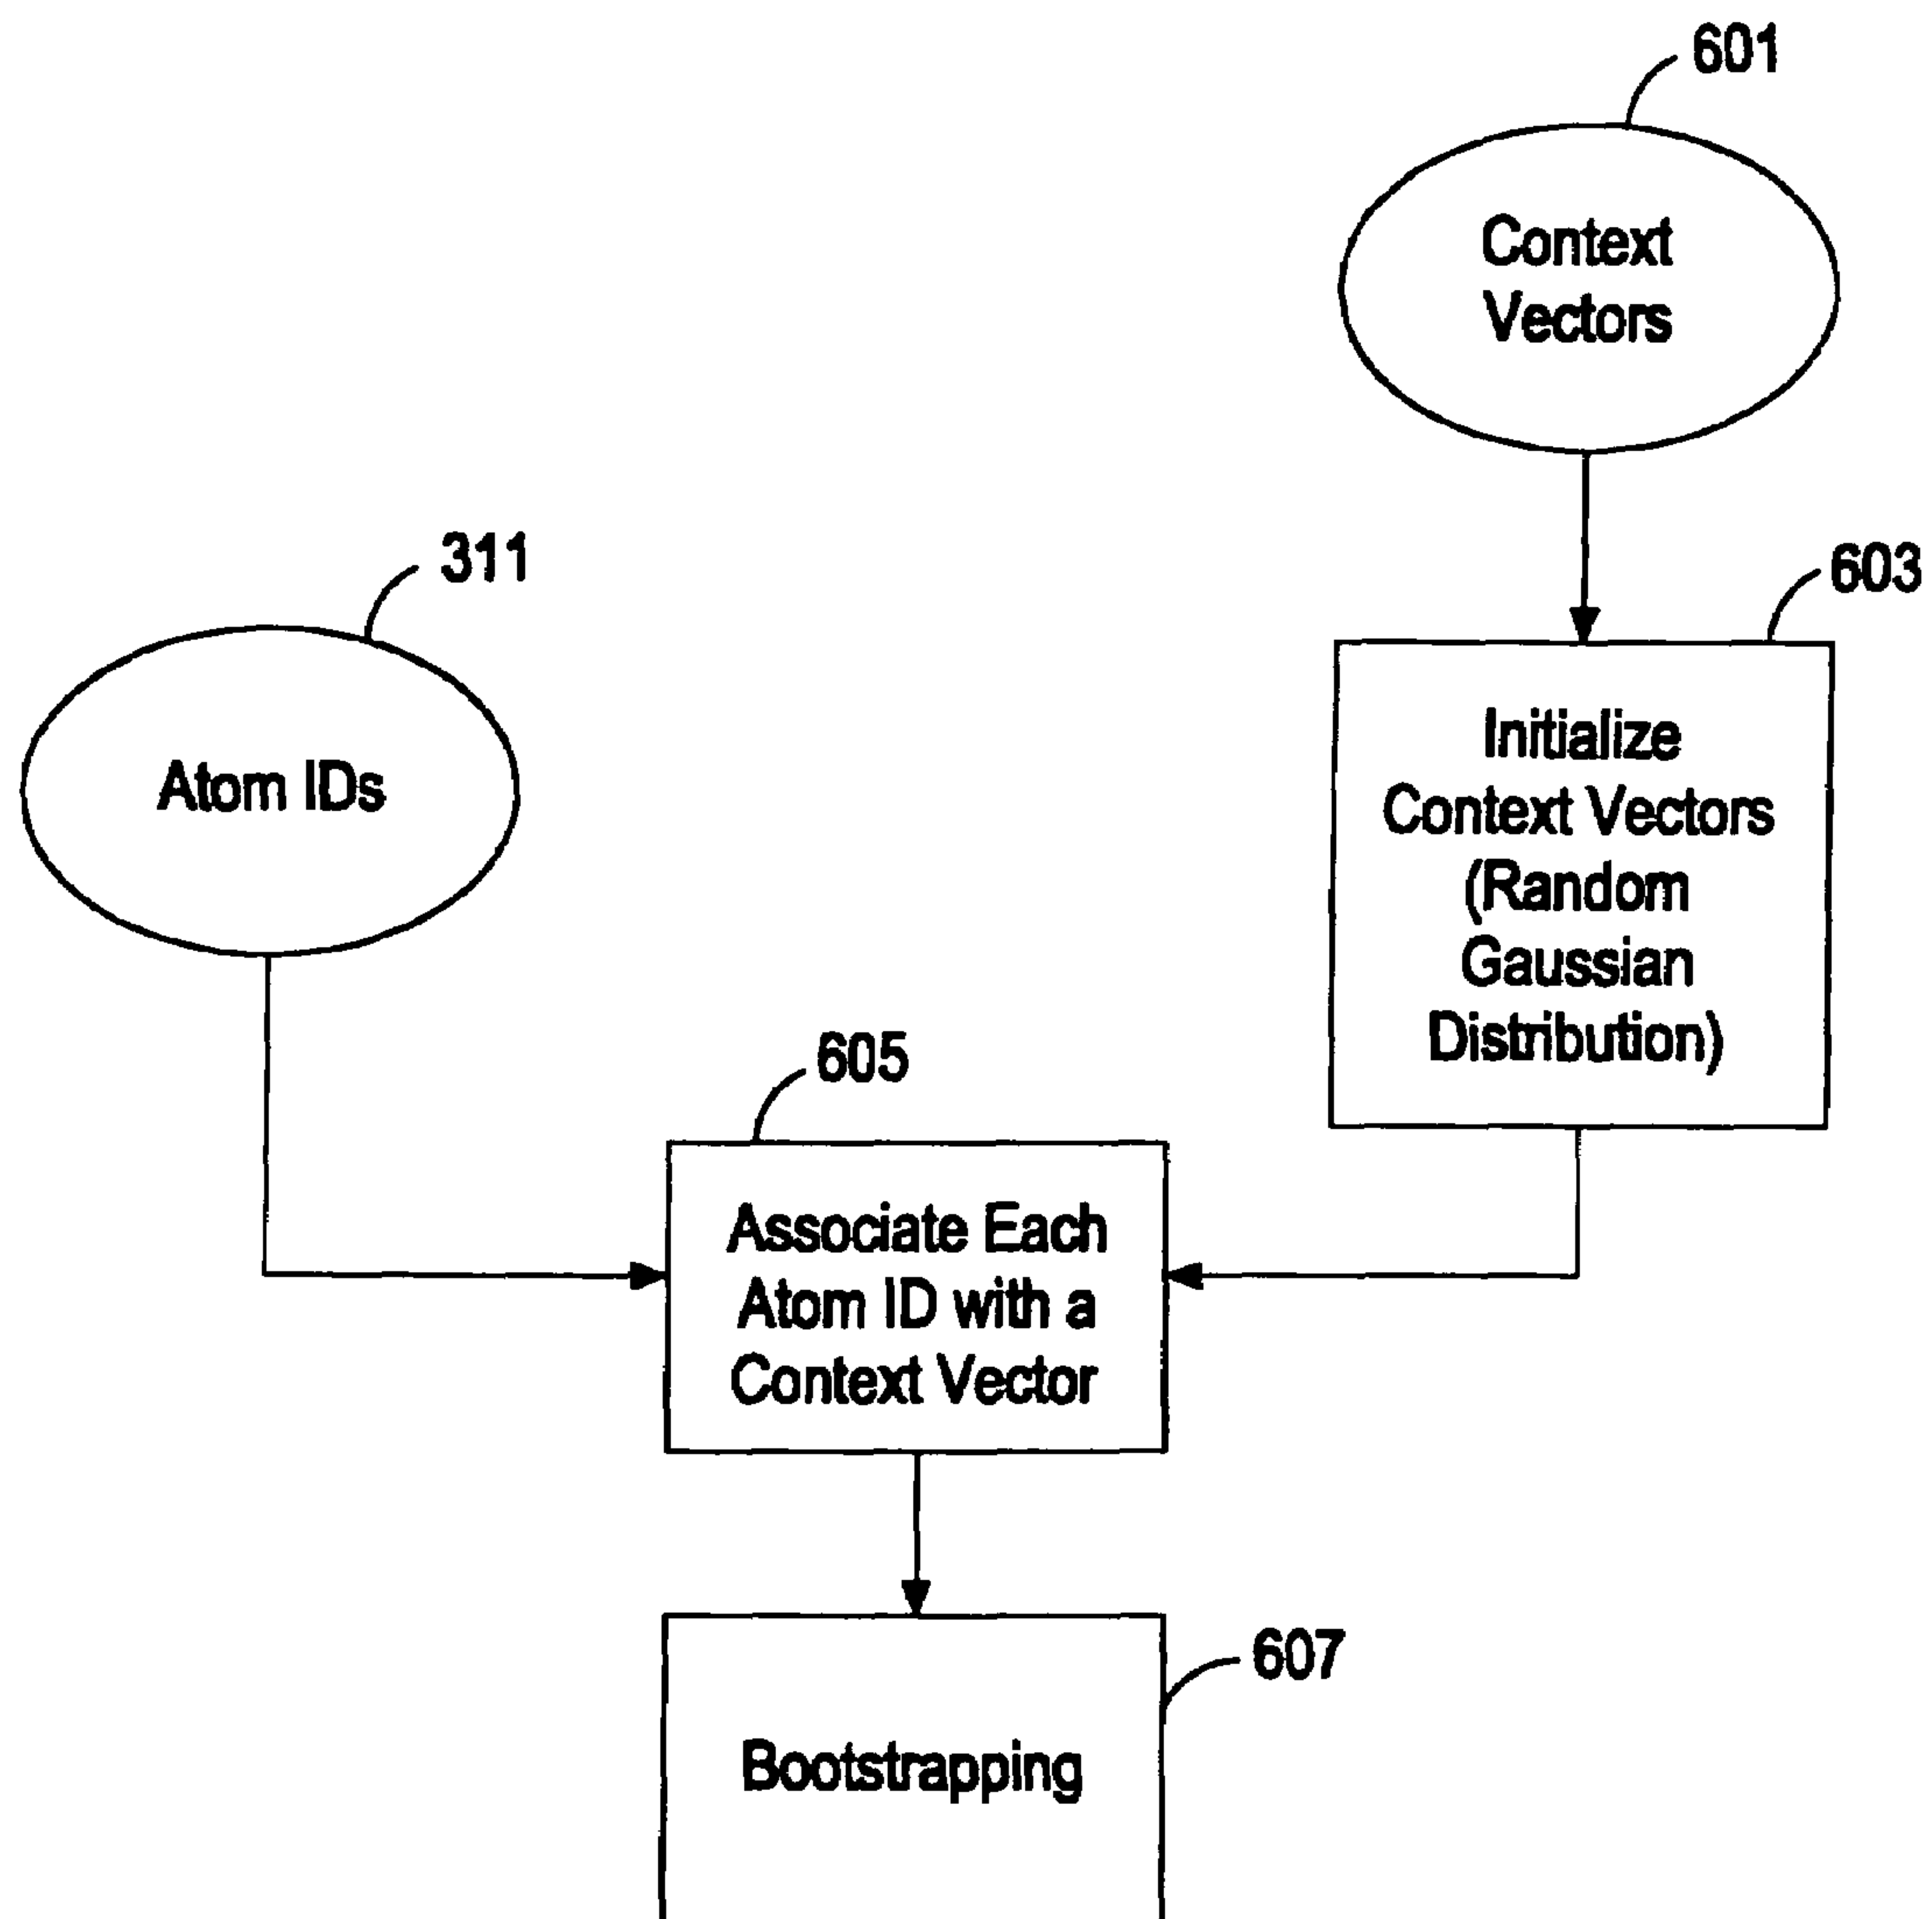 601
Context
Vectors
311
603
Atom IDs
Initialize
Context Vectors
(Random
Gaussian
Distribution)
605
Associate Each
Atom ID with a
Context Vector
607
Bootstrapping